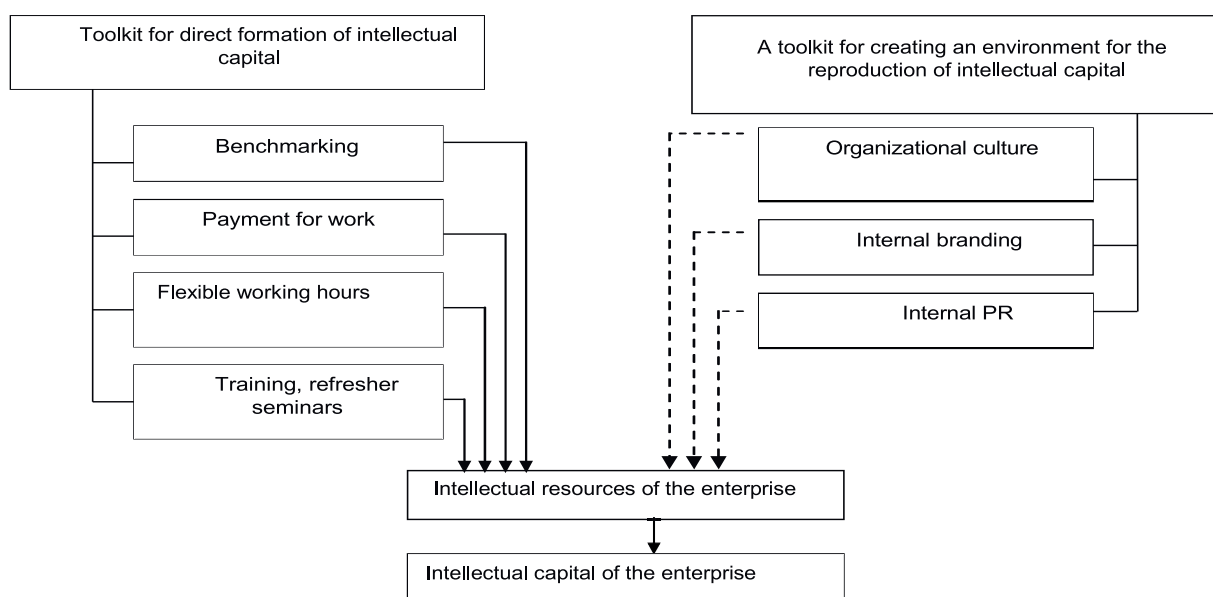 Toolkit for direct formation of intellectual
capital
A toolkit for creating an environment for the
reproduction of intellectual capital
Benchmarking
Payment for work
Flexible working hours
Training, refresher
seminars
Organizational culture
Internal branding
Internal PR
Intellectual resources of the enterprise
Intellectual capital of the enterprise